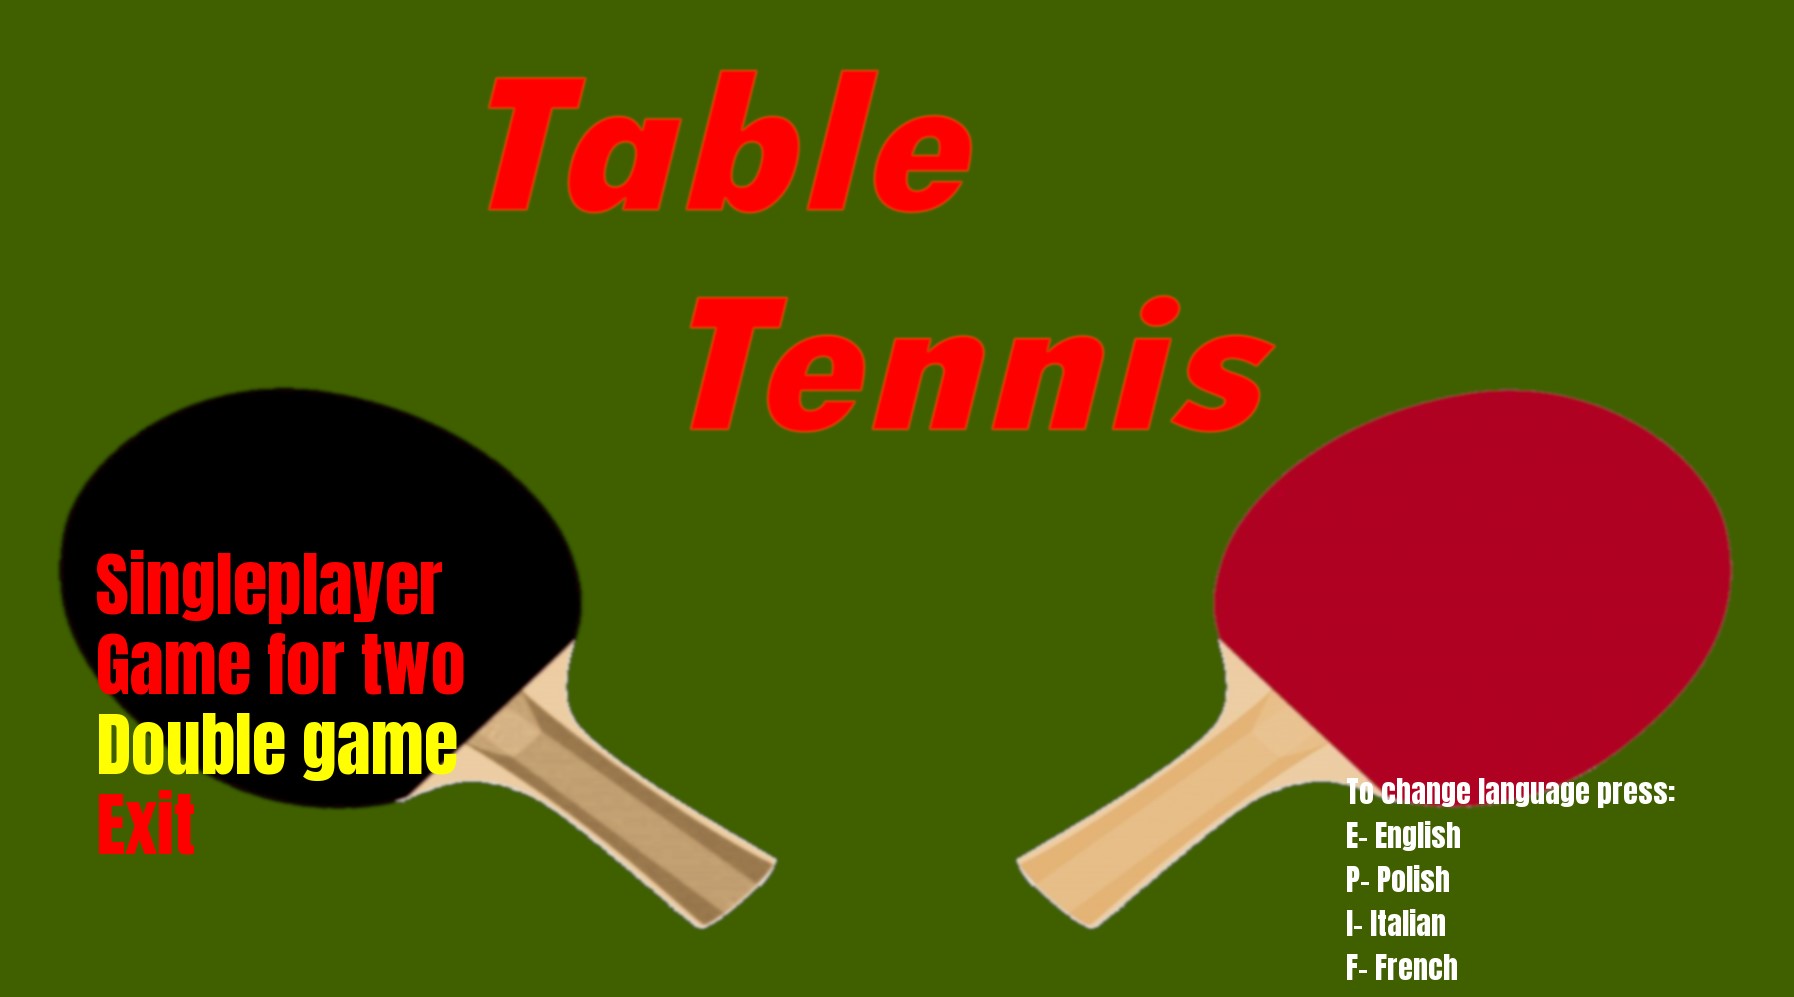 Table
Tennis
Singleplayer
Game for two
Double game
Exit
To change language press:
E- English
P- Polish
I- Italian
F- French